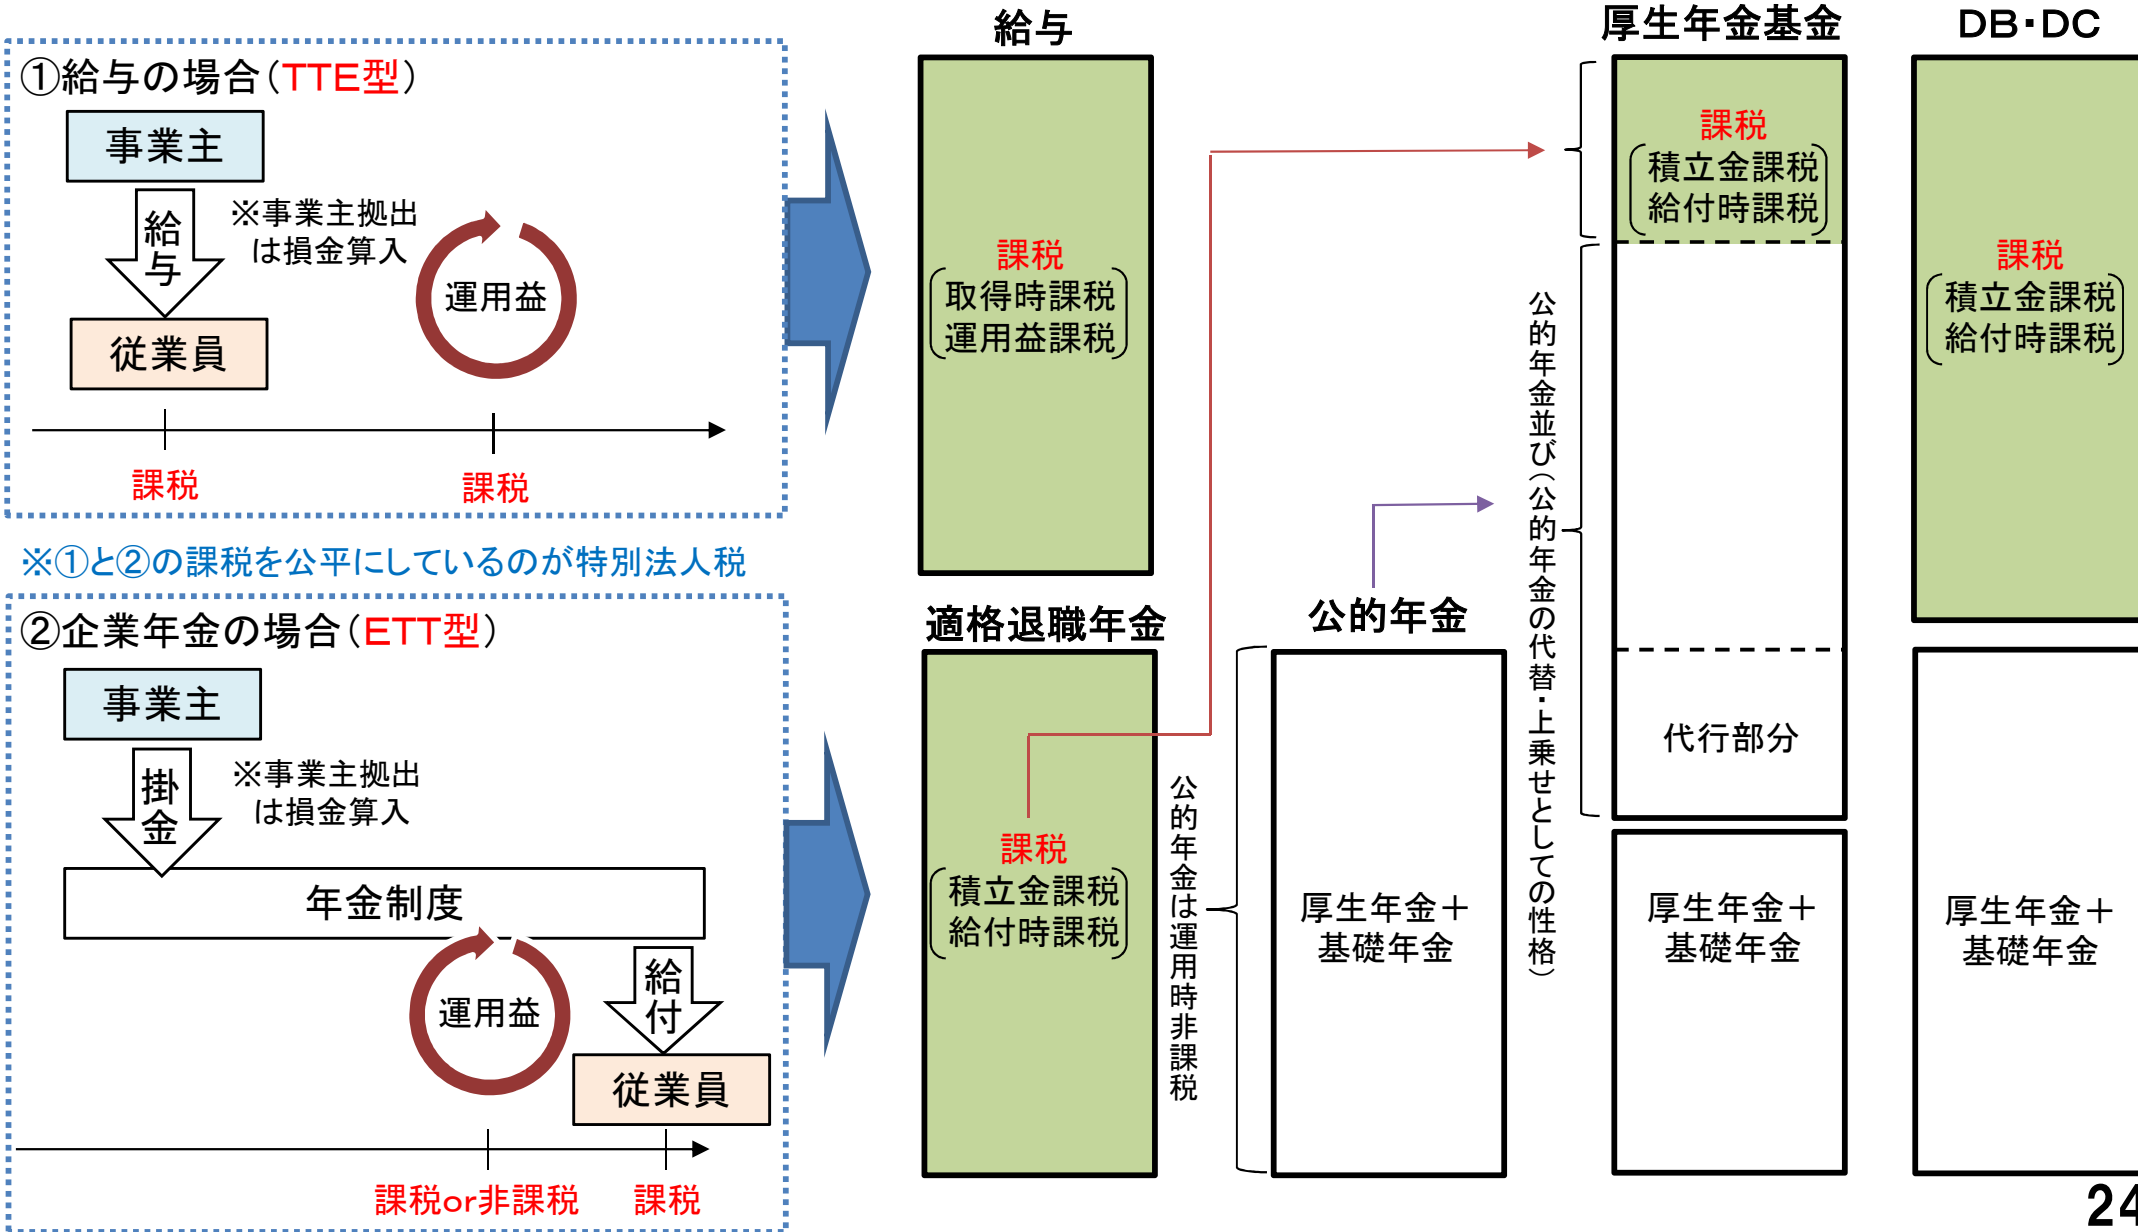 ①給与の場合（TTE型）
事業主
給与
※事業主拠出
は損金算入
運用益
従業員
課税
課税
※①と②の課税を公平にしているのが特別法人税
②企業年金の場合（ETT型）
事業主
掛金
※事業主拠出
は損金算入
年金制度
運用益
給付
従業員
課税or非課税
課税
給与
課税
取得時課税
運用益課税
適格退職年金
課税
積立金課税
給付時課税
公的年金は運用時非課税
公的年金
厚生年金＋
基礎年金
公的年金並び（公的年金の代替・上乗せとしての性格）
厚生年金基金
課税
積立金課税
給付時課税
代行部分
厚生年金＋
基礎年金
DB・DC
課税
積立金課税
給付時課税
厚生年金＋
基礎年金
24